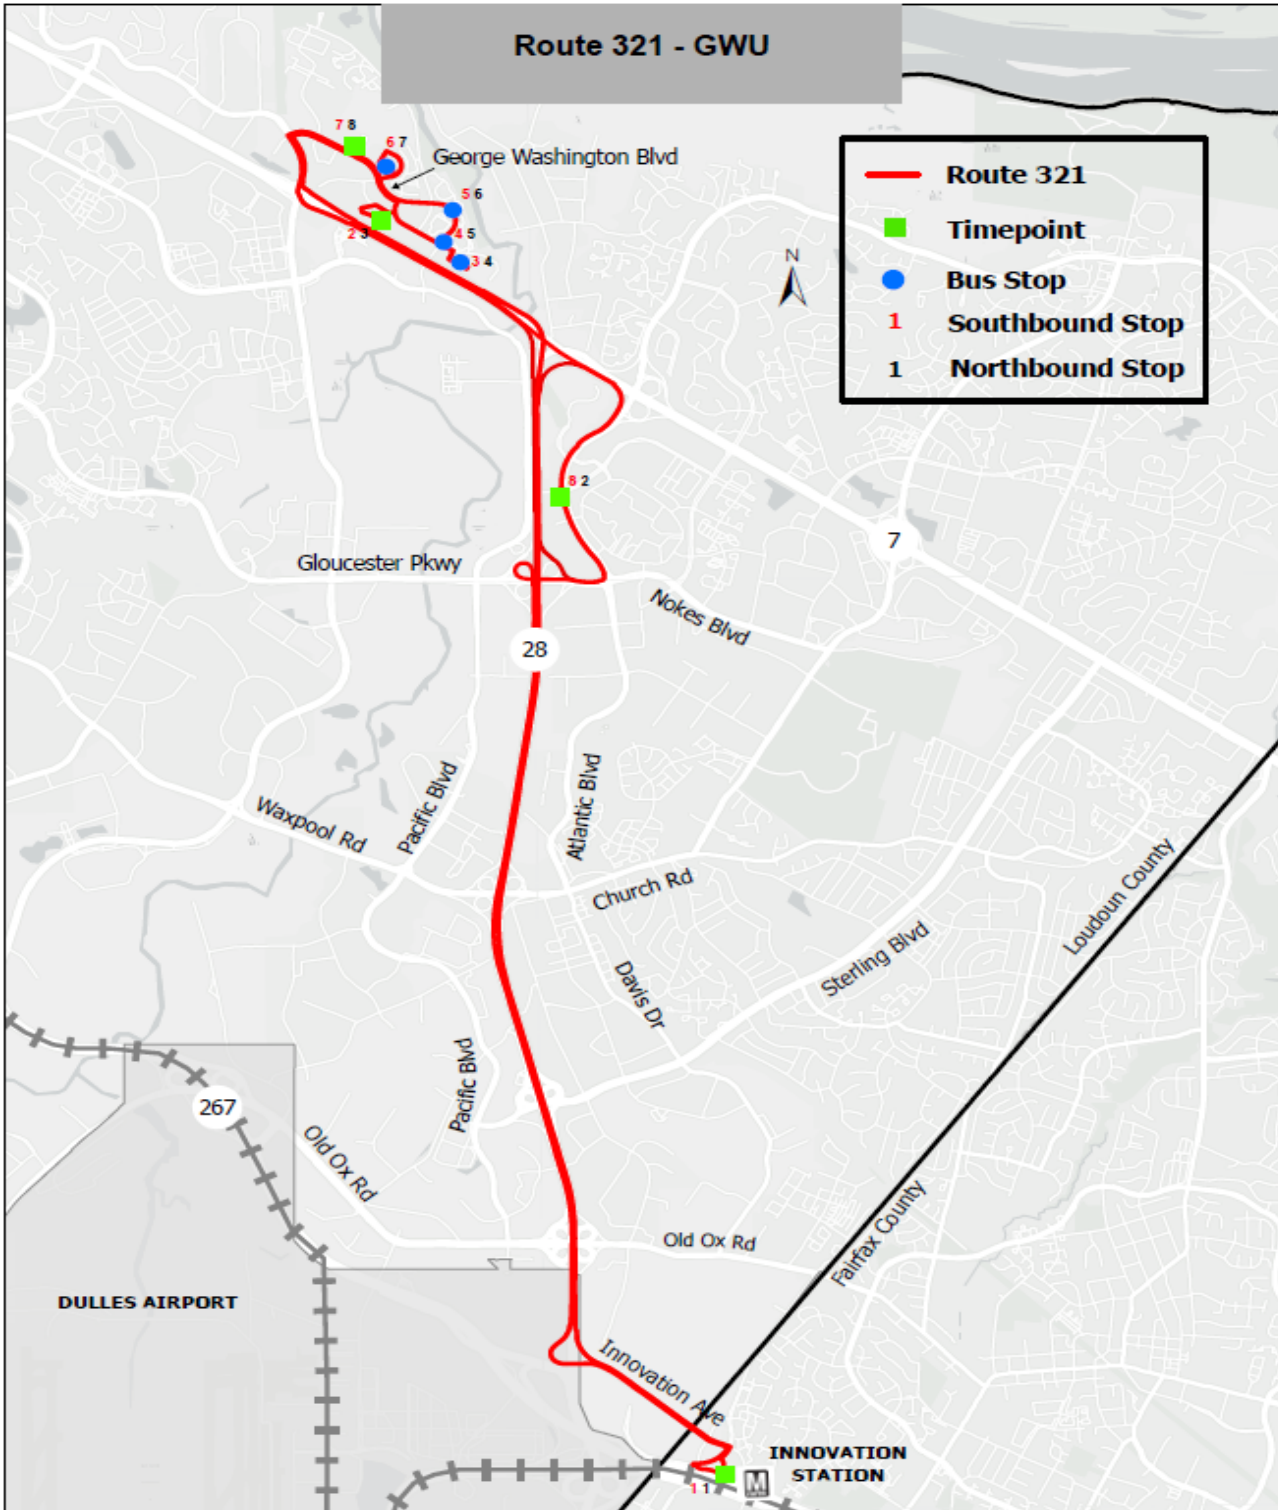 Route 321 - GWU
7 8
6 7
George Washington Blvd
5 6
2 3
4 5
3 4
N
Route 321
Timepoint
Bus Stop
1 Southbound Stop
1 Northbound Stop
8 2
7
Gloucester Pkwy
Nokes Blvd
28
Pacific Blvd
Atlantic Blvd
Waxpool Rd
Church Rd
Loudoun County
Sterling Blvd
Davis Dr
Pacific Blvd
267
Old Ox Rd
Old Ox Rd
Fairfax County
DULLES AIRPORT
Innovation Ave
INNOVATION
STATION
M
1 1